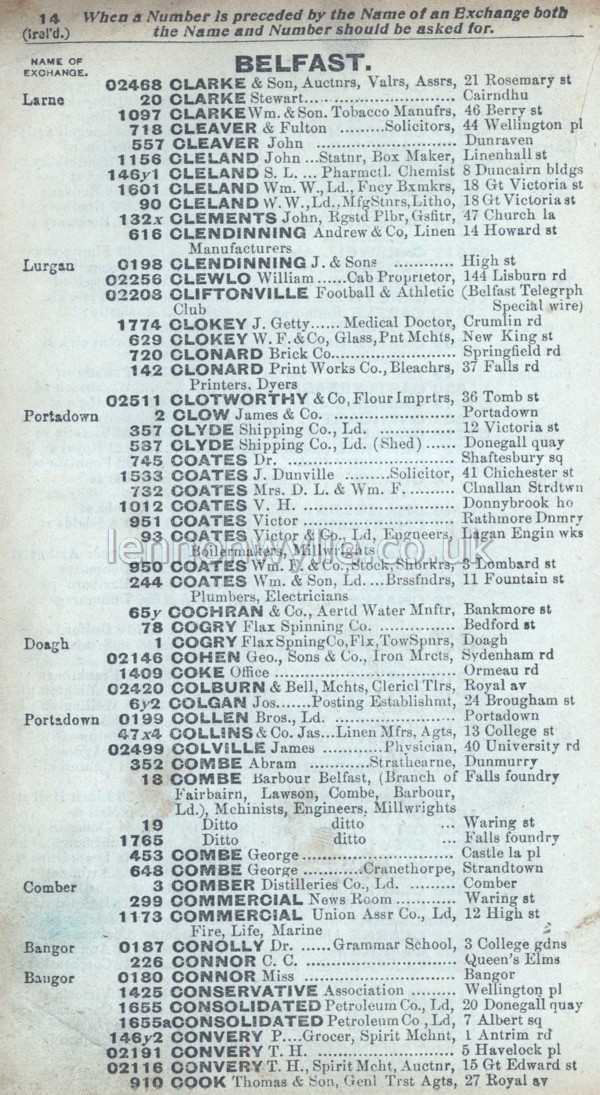 14 When a Number is preceded by the Name of an Exchange both
(Irel'd.) the Name and Number should be asked for.
NAME OF EXCHANGE. BELFAST.
02468 CLARKE & Son, Auctnrs, Valrs, Assrs, 21 Rosemary st
Larne 20 CLARKE Stewart.................... Cairndhu
1097 CLARKE Wm. & Son. Tobacco Manufrs, 46 Berry st
718 CLEAVER & Fulton .........Solicitors, 44 Wellington pl
557 CLEAVER John .................... Dunraven
1156 CLELAND John ...Statnr, Box Maker, Linenhall st
146y1 CLELAND S. L. ... Pharmctl. Chemist 8 Duncairn bldgs
1601 CLELAND Wm. W., Ld., Fncy Bxmkrs, 18 Gt Victoria st
90 CLELAND W. W., Ld., MfgStnrs, Litho, 18 Gt Victoria st
132x CLEMENTS John, Rgstd Plbr, Gsfitr, 47 Church la
616 CLENDINNING Andrew & Co, Linen 14 Howard st
Manufacturers
Lurgan 0198 CLENDINNING J. & Sons ............ High st
02256 CLEWLO William ......Cab Proprietor, 144 Lisburn rd
02203 CLIFTONVILLE Football & Athletic (Belfast Telegrph
Club Special wire)
1774 CLOKEY J. Getty...... Medical Doctor, Crumlin rd
629 CLOKEY W. F. & Co, Glass, Pnt Mchts, New King st
720 CLONARD Brick Co.................... Springfield rd
142 CLONARD Print Works Co., Bleachrs, 37 Falls rd
Printers, Dyers
02511 CLOTWORTHY & Co, Flour Imprtrs, 36 Tomb st
Portadown 2 CLOW James & Co. .................... Portadown
357 CLYDE Shipping Co., Ld. ............... 12 Victoria st
587 CLYDE Shipping Co., Ld. (Shed) ...... Donegall quay
745 COATES Dr. .................... Shaftesbury sq
1533 COATES J. Dunville ........Solicitor, 41 Chichester st
732 COATES Mrs. D. L. & Wm. F. ......... Clnallan Strdtwn
1012 COATES V. H. .................... Donnybrook ho
951 COATES Victor .................... Rathmore Dnmry
93 COATES Victor & Co., Ld, Engneers, Lagan Engin wks
Boilermakers, Millwrights
950 COATES Wm. F. & Co., Stock, Shbrkrs, 3 Lombard st
244 COATES Wm. & Son, Ld. ...Brssfndrs, 11 Fountain st
Plumbers, Electricians
65y COCHRAN & Co., Aertd Water Mnftr, Bankmore st
78 COGRY Flax Spinning Co. ............ Bedford st
Doagh 1 COGRY Flax SpningCo, Flx, TowSpnrs, Doagh
02146 COHEN Geo., Sons & Co., Iron Mrcts, Sydenham rd
1409 COKE Office .................... Ormeau rd
02420 COLBURN & Bell, Mchts, Clericl Tlrs, Royal av
6y2 COLGAN Jos......Posting Establishmt, 24 Brougham st
Portadown 0199 COLLEN Bros., Ld. .................... Portadown
47x4 COLLINS & Co. Jas...Linen Mfrs, Agts, 13 College st
02499 COLVILLE James ............Physician, 40 University rd
352 COMBE Abram ............Strathearne, Dunmurry
18 COMBE Barbour Belfast, (Branch of Falls foundry
Fairbairn, Lawson, Combe, Barbour,
Ld.), Mchinists, Engineers, Millwrights
19 Ditto ditto ... Waring st
1765 Ditto ditto ... Falls foundry
453 COMBE George.................... Castle la pl
648 COMBE George ............Cranethorpe, Strandtown
Comber 3 COMBER Distilleries Co., Ld. ......... Comber
299 COMMERCIAL News Room ............ Waring st
1173 COMMERCIAL Union Assr Co., Ld, 12 High st
Fire, Life, Marine
Bangor 0187 CONOLLY Dr. ......Grammar School, 3 College gdns
226 CONNOR C. C. .................... Queen's Elms
Bangor 0180 CONNOR Miss .................... Bangor
1425 CONSERVATIVE Association ......... Wellington pl
1655 CONSOLIDATED Petroleum Co., Ld, 20 Donegall quay
1655a CONSOLIDATED Petroleum Co., Ld, 7 Albert sq
146y2 CONVERY P....Grocer, Spirit Mchnt, 1 Antrim rd
02191 CONVERY T. H. .................... 5 Havelock pl
02116 CONVERY T. H., Spirit Mcht, Auctnr, 15 Gt Edward st
910 COOK Thomas & Son, Genl Trst Agts, 27 Royal av
lennonwylie.co.uk